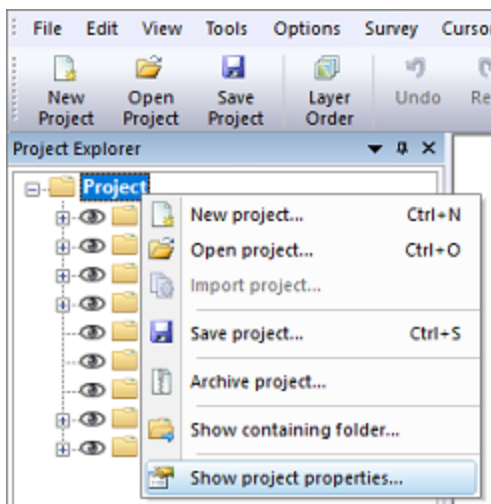 File Edit View Tools Options Survey
New Project Open Project Save Project Layer Order Undo
Project Explorer
Project
New project... Ctrl+N
Open project... Ctrl+O
Import project...
Save project... Ctrl+S
Archive project...
Show containing folder...
Show project properties...